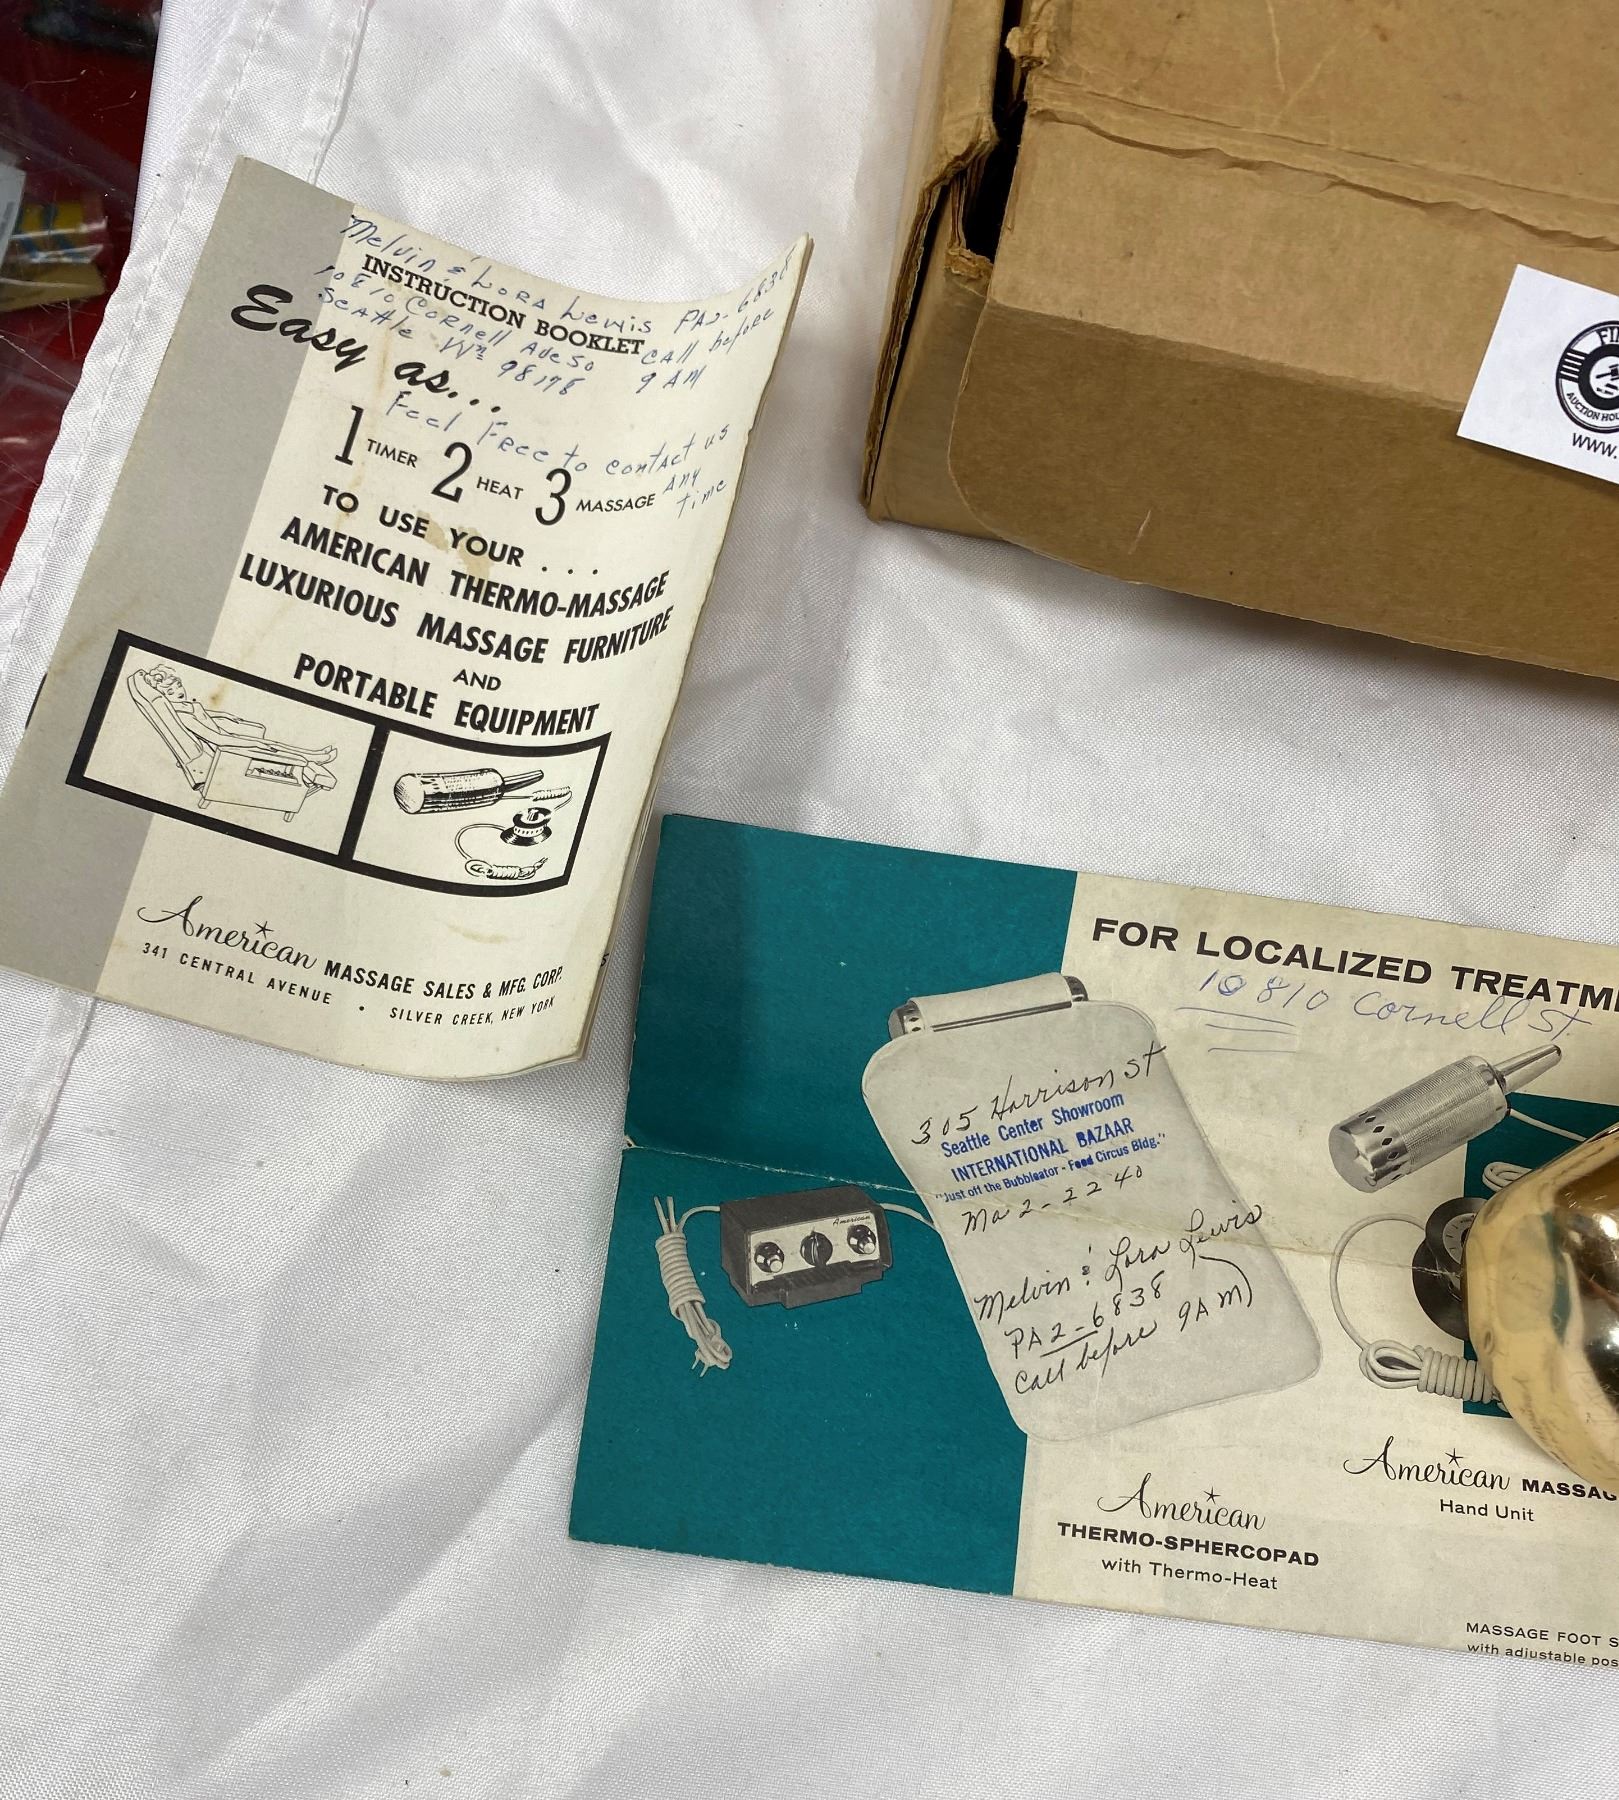 Melvin & Lora Lewis PA2-6838
INSTRUCTION BOOKLET
10810 Cornell Ave So call before
Seattle Wn 98178 9 AM
Easy as...
Feel Free to contact us
any
time
1 TIMER 2 HEAT 3 MASSAGE
TO USE YOUR . . .
AMERICAN THERMO-MASSAGE
LUXURIOUS MASSAGE FURNITURE
AND
PORTABLE EQUIPMENT
American MASSAGE SALES & MFG. CORP.
341 CENTRAL AVENUE • SILVER CREEK, NEW YORK
AUCTION HOU
WWW.
FOR LOCALIZED TREATM
10810 Cornell St.
305 Harrison St
Seattle Center Showroom
INTERNATIONAL BAZAAR
"Just off the Bubbleator - Food Circus Bldg."
Ma 2-2240
Melvin & Lora Lewis
PA2-6838
Call before 9AM)
American
American
THERMO-SPHERCOPAD
with Thermo-Heat
American MASSAG
Hand Unit
MASSAGE FOOT S
with adjustable pos